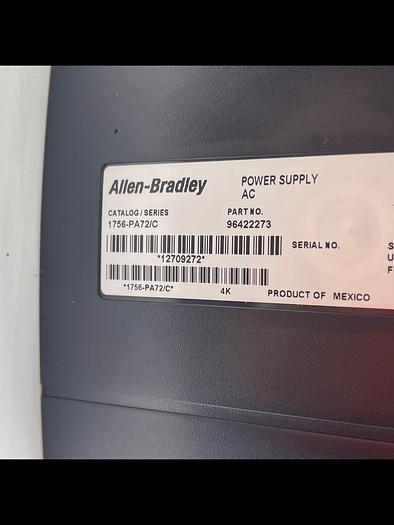 Allen-Bradley
POWER SUPPLY
AC
CATALOG / SERIES
1756-PA72/C
PART NO.
96422273
SERIAL NO.
*12709272*
*1756-PA72/C*
4K
PRODUCT OF MEXICO